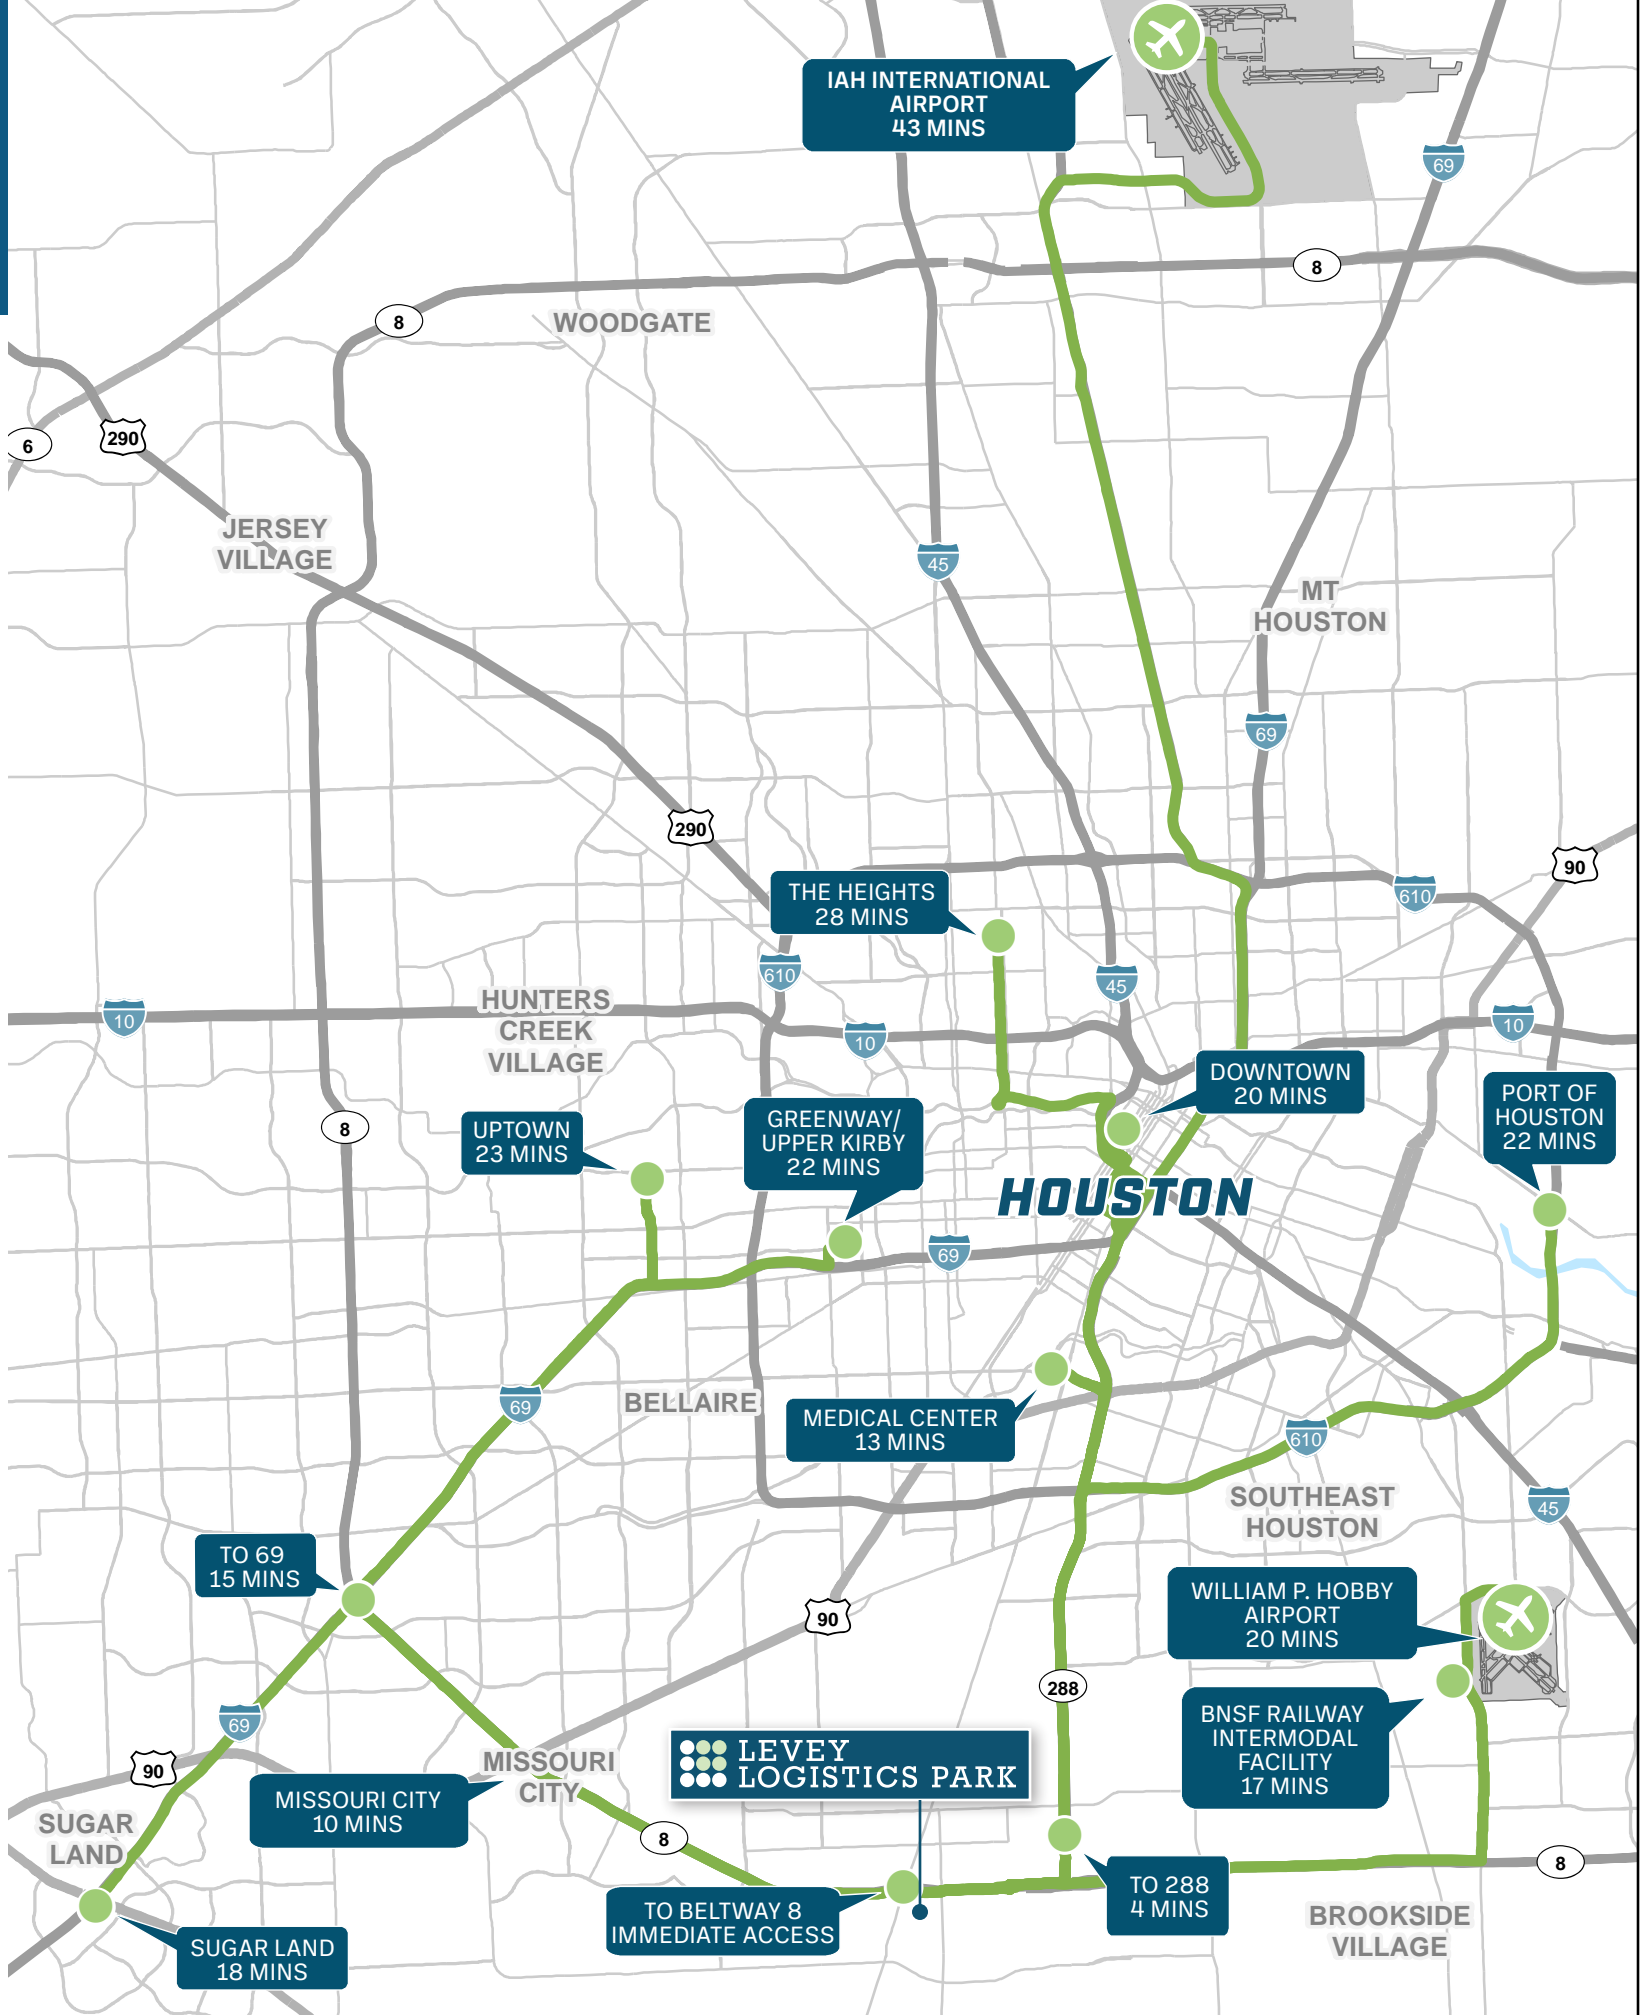 IAH INTERNATIONAL
AIRPORT
43 MINS
69
8
8
WOODGATE
6
290
JERSEY
VILLAGE
45
MT
HOUSTON
69
290
90
THE HEIGHTS
28 MINS
610
610
45
HUNTERS
CREEK
VILLAGE
10
10
10
DOWNTOWN
20 MINS
PORT OF
HOUSTON
22 MINS
GREENWAY/
UPPER KIRBY
22 MINS
UPTOWN
23 MINS
8
HOUSTON
69
69
BELLAIRE
MEDICAL CENTER
13 MINS
610
SOUTHEAST
HOUSTON
45
TO 69
15 MINS
90
WILLIAM P. HOBBY
AIRPORT
20 MINS
288
BNSF RAILWAY
INTERMODAL
FACILITY
17 MINS
69
90
MISSOURI
CITY
LEVEY
LOGISTICS PARK
MISSOURI CITY
10 MINS
SUGAR
LAND
8
8
TO 288
4 MINS
TO BELTWAY 8
IMMEDIATE ACCESS
BROOKSIDE
VILLAGE
SUGAR LAND
18 MINS